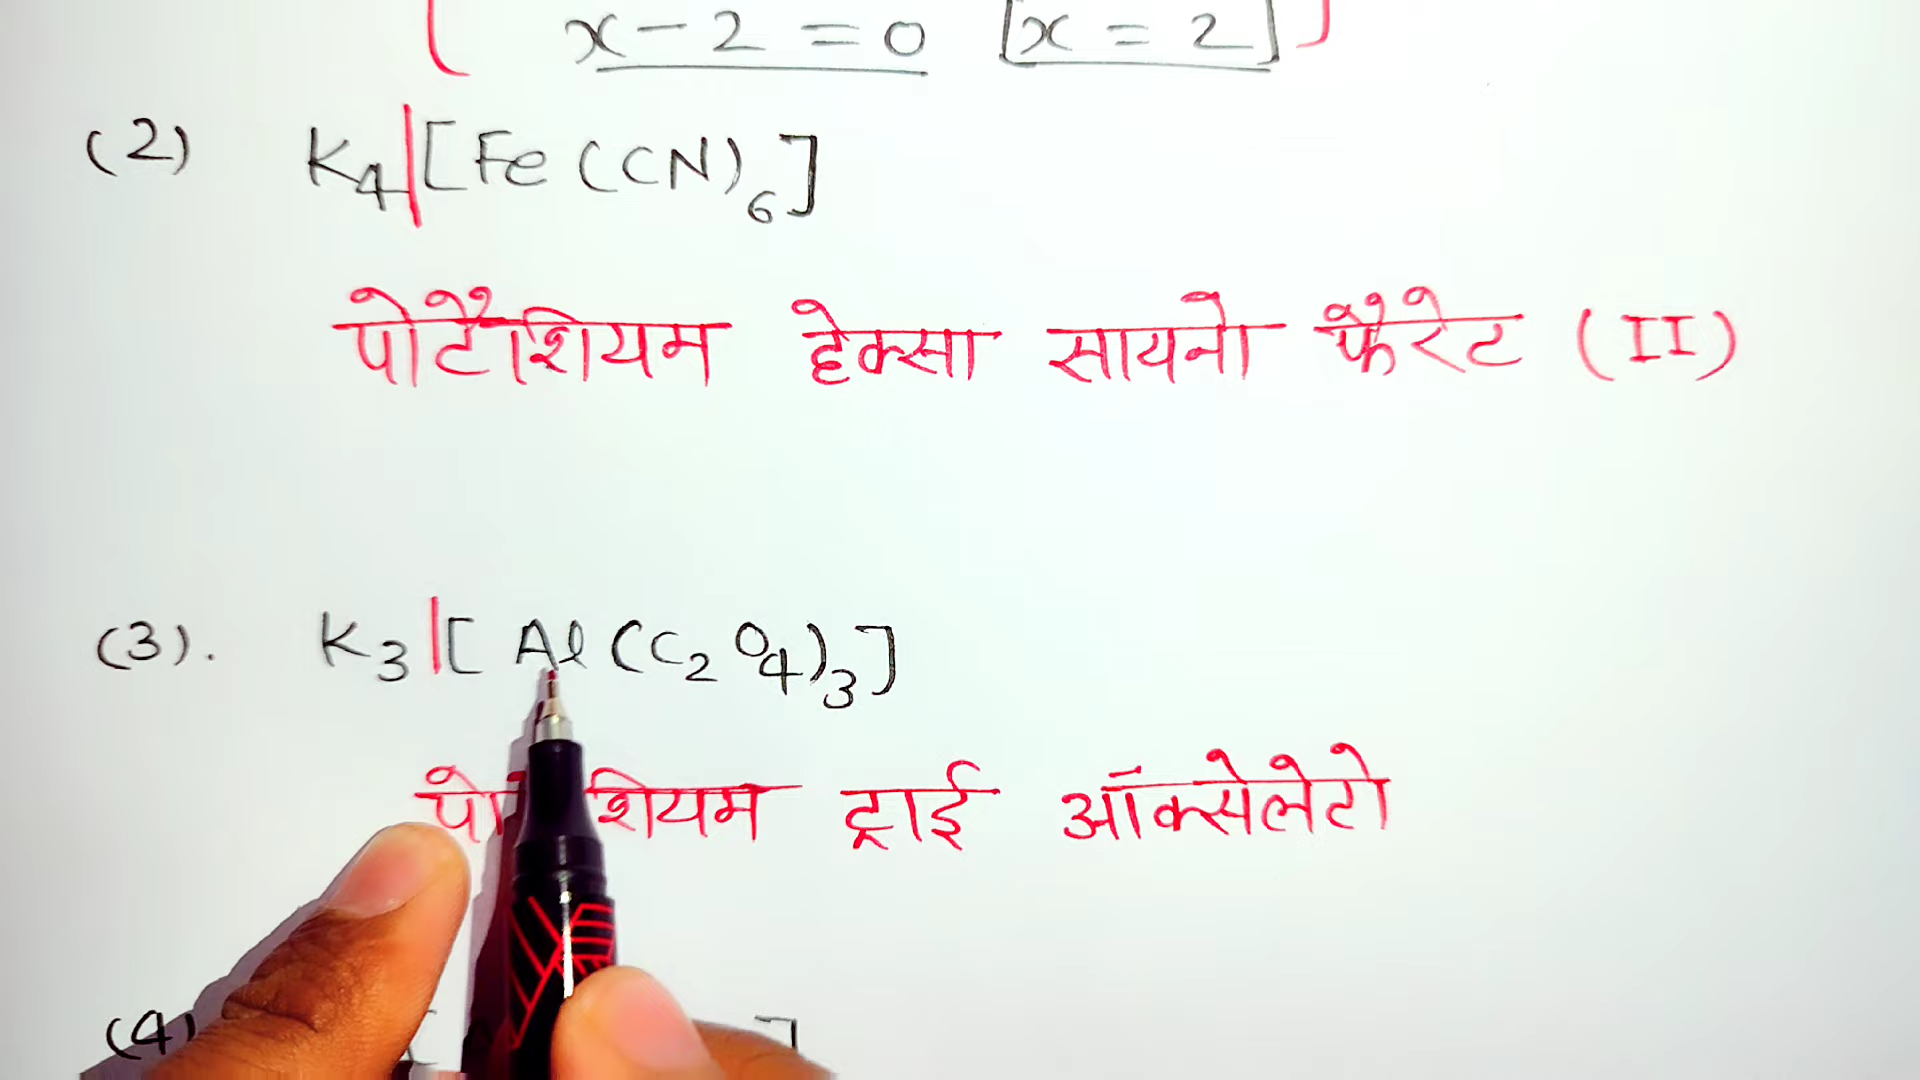 x - 2 = 0 [x = 2]
(2) K₄|[Fe(CN)₆]
पोटैशियम हेक्सा सायनो फैरेट (II)
(3). K₃|[Al(C₂O₄)₃]
शियम ट्राई ऑक्सेलेटो
(4) ]